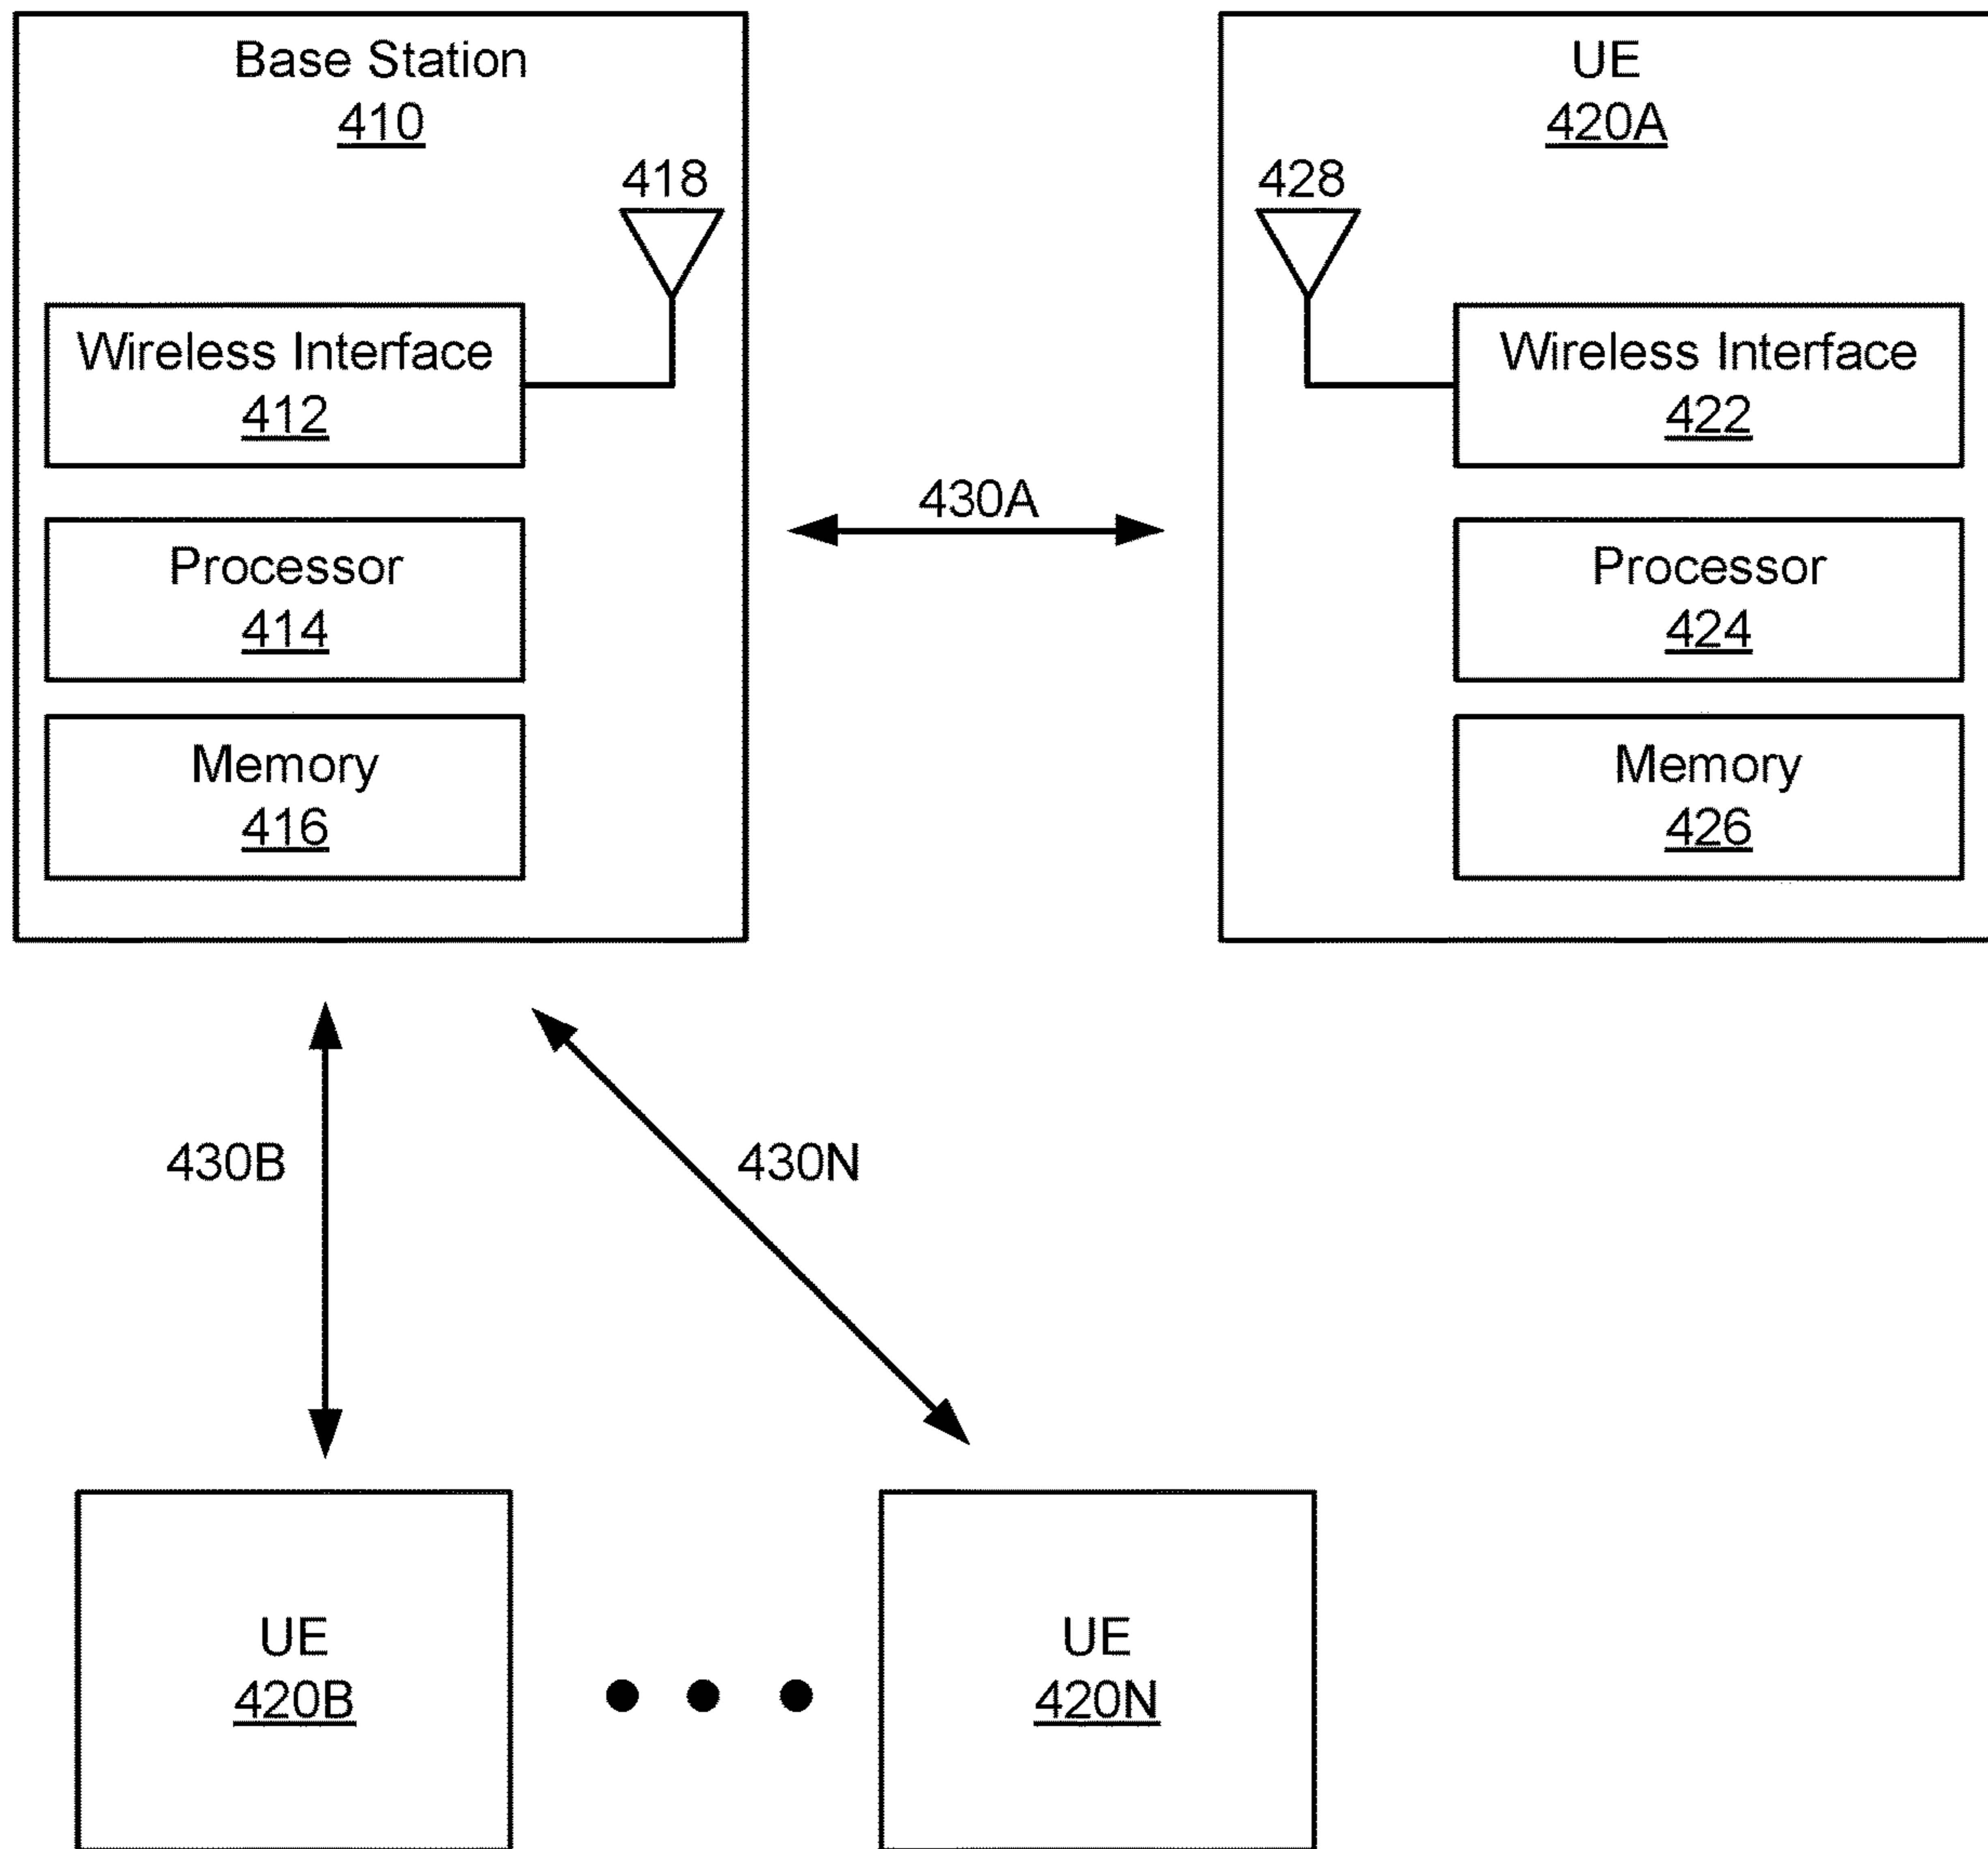 Base Station
410
418
Wireless Interface
412
Processor
414
Memory
416
430A
UE
420A
428
Wireless Interface
422
Processor
424
Memory
426
430B
430N
UE
420B
UE
420N